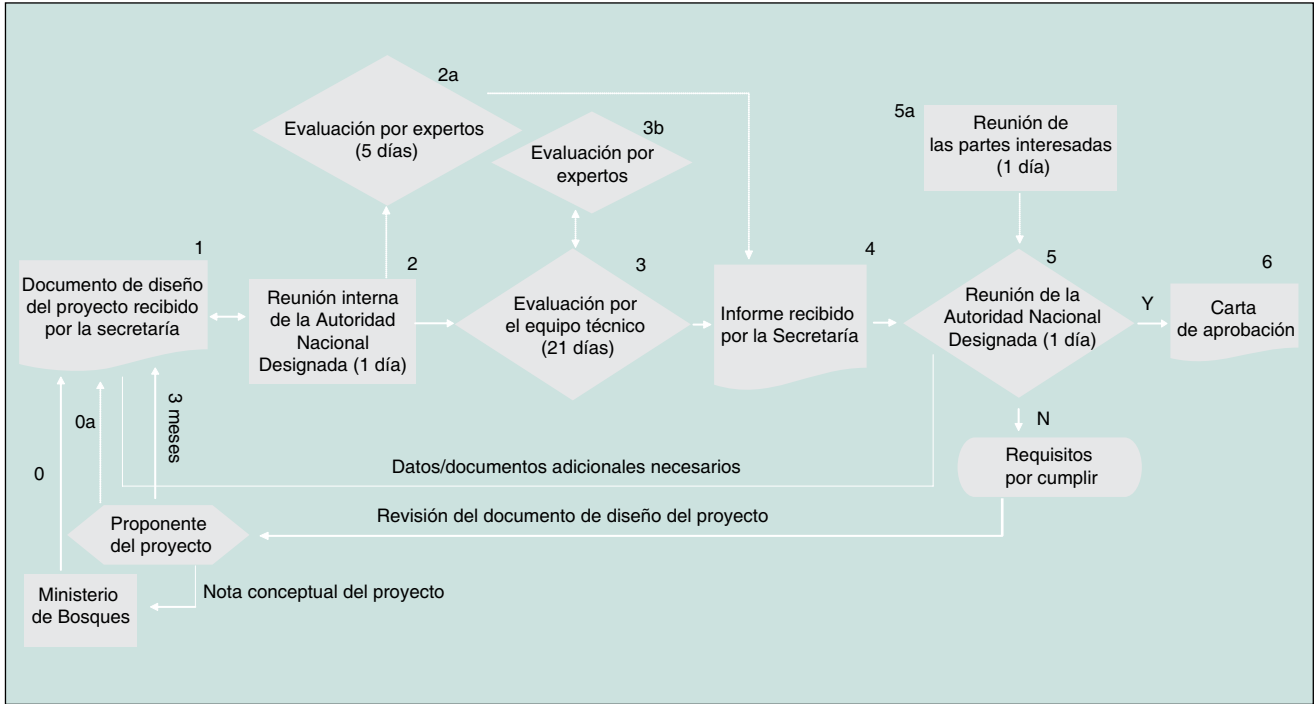 2a
Evaluación por expertos
(5 días)
3b
Evaluación por
expertos
5a
Reunión de
las partes interesadas
(1 día)
1
Documento de diseño
del proyecto recibido
por la secretaría
2
Reunión interna
de la Autoridad
Nacional
Designada (1 día)
3
Evaluación por
el equipo técnico
(21 días)
4
Informe recibido
por la Secretaría
5
Reunión de la
Autoridad Nacional
Designada (1 día)
Y
6
Carta
de aprobación
N
Requisitos
por cumplir
0
0a
3 meses
Datos/documentos adicionales necesarios
Revisión del documento de diseño del proyecto
Proponente
del proyecto
Nota conceptual del proyecto
Ministerio
de Bosques